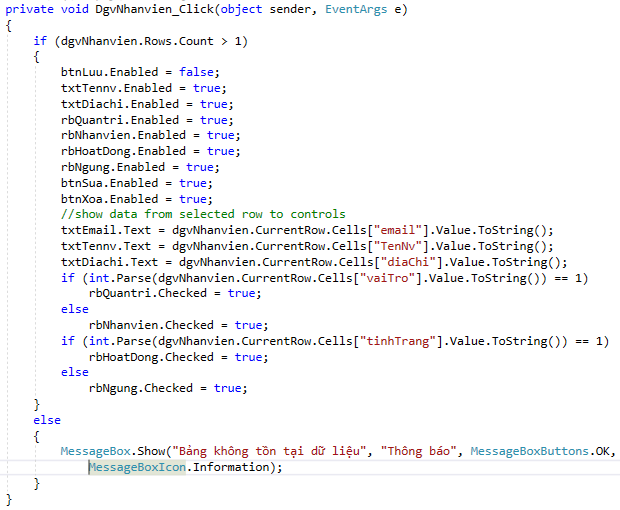 private void DgvNhanvien_Click(object sender, EventArgs e)
{
    if (dgvNhanvien.Rows.Count > 1)
    {
        btnLuu.Enabled = false;
        txtTennv.Enabled = true;
        txtDiachi.Enabled = true;
        rbQuantri.Enabled = true;
        rbNhanvien.Enabled = true;
        rbHoatDong.Enabled = true;
        rbNgung.Enabled = true;
        btnSua.Enabled = true;
        btnXoa.Enabled = true;
        //show data from selected row to controls
        txtEmail.Text = dgvNhanvien.CurrentRow.Cells["email"].Value.ToString();
        txtTennv.Text = dgvNhanvien.CurrentRow.Cells["TenNv"].Value.ToString();
        txtDiachi.Text = dgvNhanvien.CurrentRow.Cells["diaChi"].Value.ToString();
        if (int.Parse(dgvNhanvien.CurrentRow.Cells["vaiTro"].Value.ToString()) == 1)
            rbQuantri.Checked = true;
        else
            rbNhanvien.Checked = true;
        if (int.Parse(dgvNhanvien.CurrentRow.Cells["tinhTrang"].Value.ToString()) == 1)
            rbHoatDong.Checked = true;
        else
            rbNgung.Checked = true;
    }
    else
    {
        MessageBox.Show("Bảng không tồn tại dữ liệu", "Thông báo", MessageBoxButtons.OK,
            MessageBoxIcon.Information);
    }
}